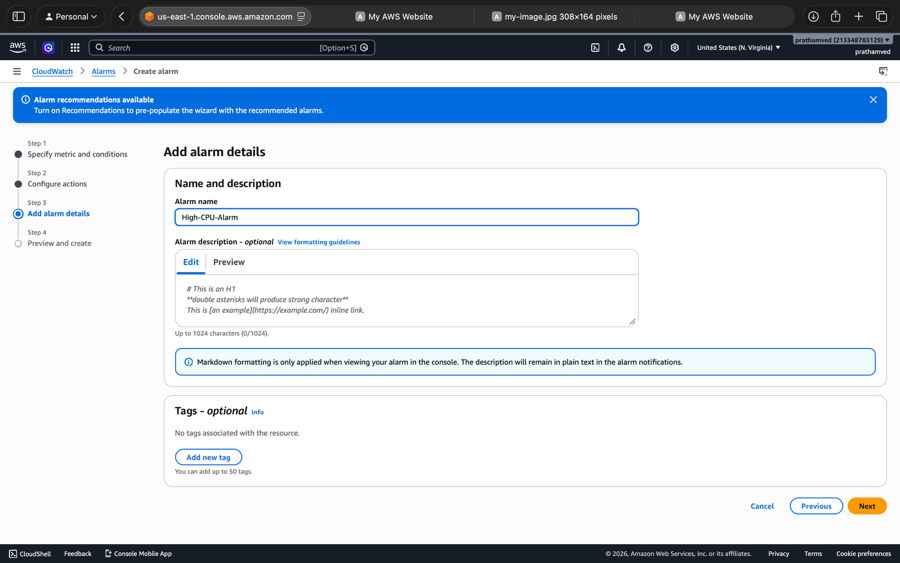 Personal
us-east-1.console.aws.amazon.com
My AWS Website
my-image.jpg 308×164 pixels
My AWS Website
aws
Search
[Option+S]
United States (N. Virginia)
prathamved (213348783129)
prathamved
CloudWatch
Alarms
Create alarm
Alarm recommendations available
Turn on Recommendations to pre-populate the wizard with the recommended alarms.
Step 1
Specify metric and conditions
Step 2
Configure actions
Step 3
Add alarm details
Step 4
Preview and create
Add alarm details
Name and description
Alarm name
High-CPU-Alarm
Alarm description - optional View formatting guidelines
Edit
Preview
# This is an H1
**double asterisks will produce strong character**
This is [an example](https://example.com/) inline link.
Up to 1024 characters (0/1024).
Markdown formatting is only applied when viewing your alarm in the console. The description will remain in plain text in the alarm notifications.
Tags - optional Info
No tags associated with the resource.
Add new tag
You can add up to 50 tags.
Cancel
Previous
Next
CloudShell
Feedback
Console Mobile App
© 2026, Amazon Web Services, Inc. or its affiliates.
Privacy
Terms
Cookie preferences